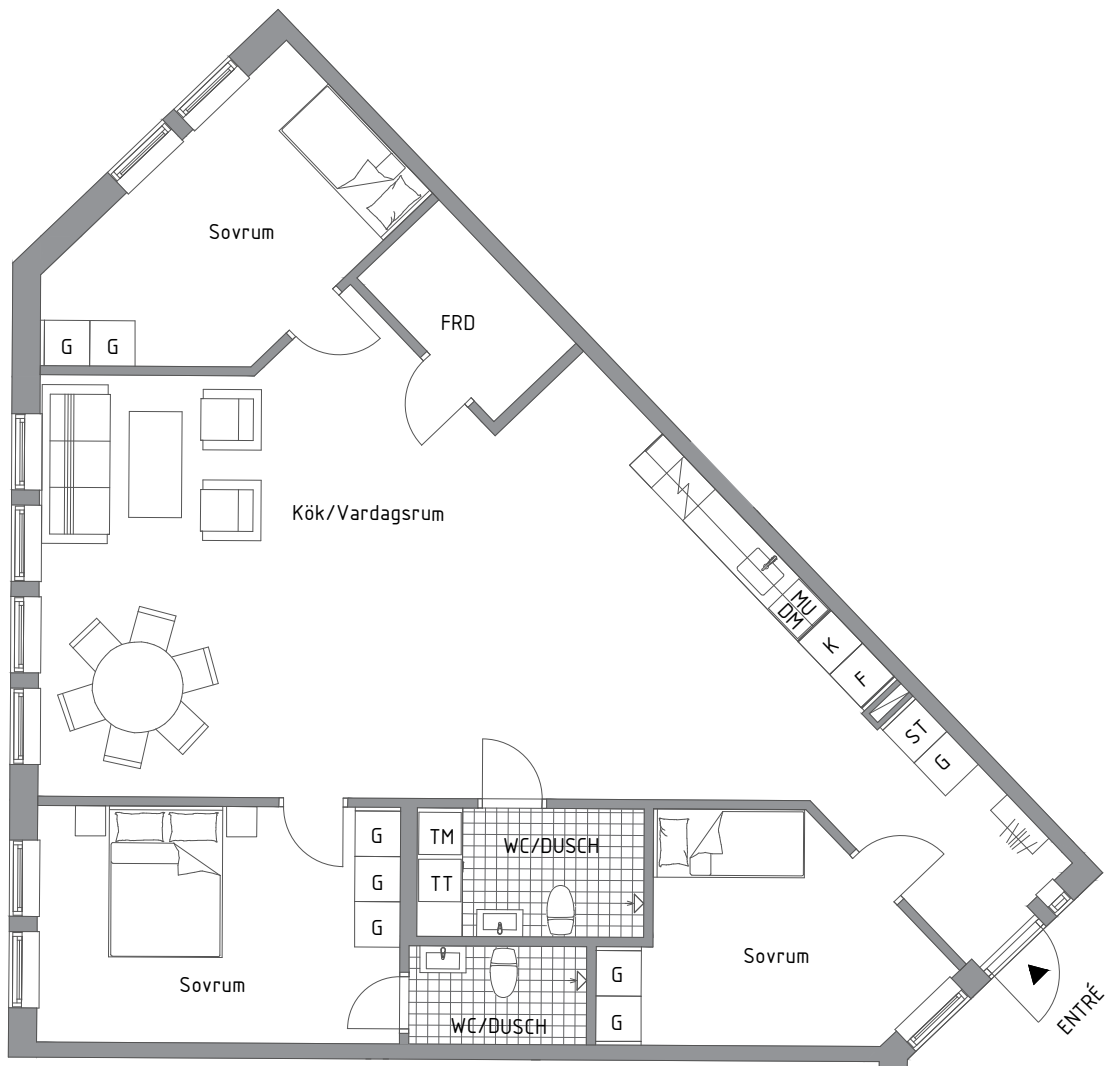 Sovrum
FRD
G G
Kök/Vardagsrum
MU
DM
K
F
ST
G
G
TM
WC/DUSCH
G
TT
G
Sovrum
G
Sovrum
WC/DUSCH
G
ENTRÉ